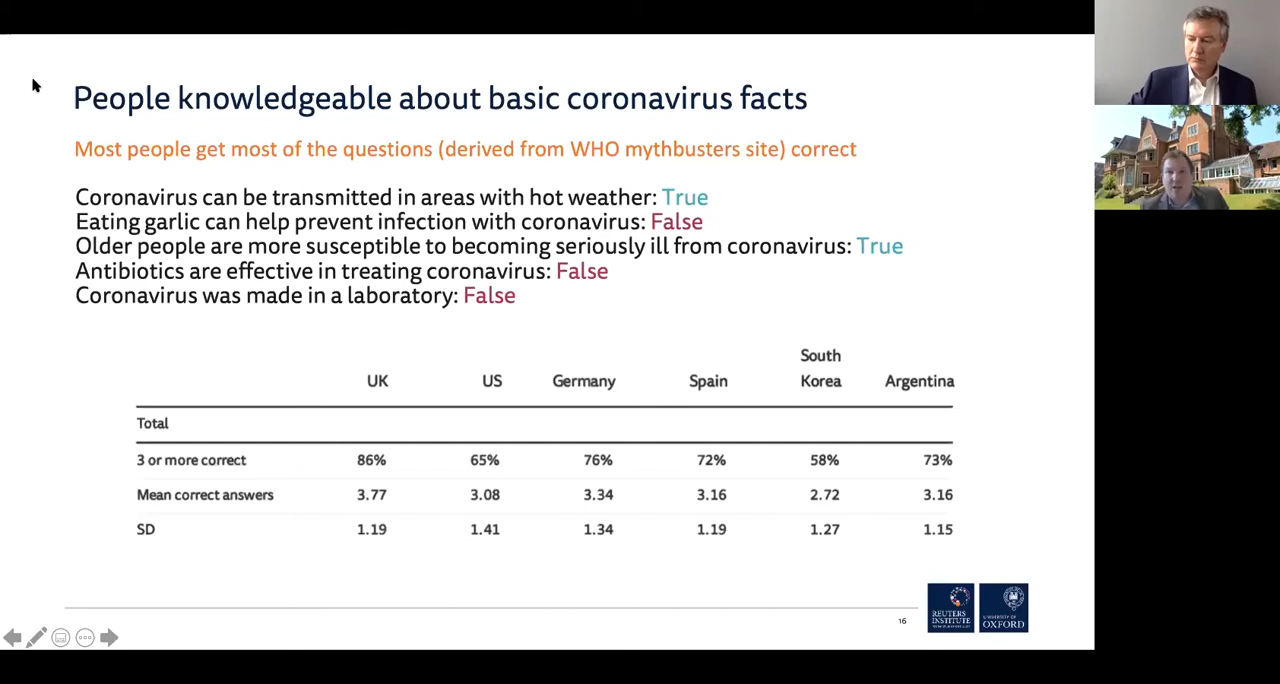 People knowledgeable about basic coronavirus facts
Most people get most of the questions (derived from WHO mythbusters site) correct
Coronavirus can be transmitted in areas with hot weather: True
Eating garlic can help prevent infection with coronavirus: False
Older people are more susceptible to becoming seriously ill from coronavirus: True
Antibiotics are effective in treating coronavirus: False
Coronavirus was made in a laboratory: False
UK US Germany Spain South Korea Argentina
Total
3 or more correct 86% 65% 76% 72% 58% 73%
Mean correct answers 3.77 3.08 3.34 3.16 2.72 3.16
SD 1.19 1.41 1.34 1.19 1.27 1.15
16
REUTERS INSTITUTE
UNIVERSITY OF OXFORD